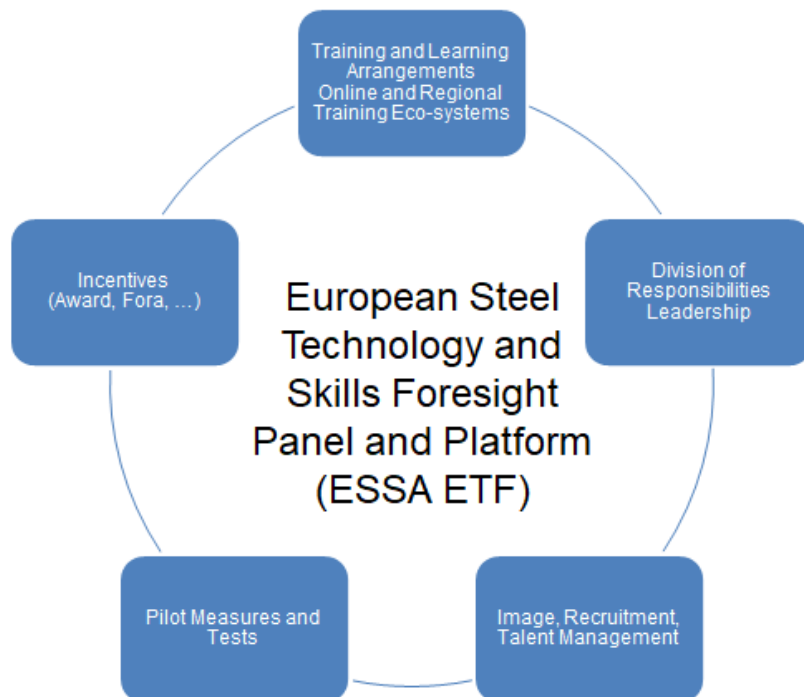 Training and Learning
Arrangements
Online and Regional
Training Eco-systems
Incentives
(Award, Fora, ...)
Division of
Responsibilities
Leadership
European Steel
Technology and
Skills Foresight
Panel and Platform
(ESSA ETF)
Pilot Measures and
Tests
Image, Recruitment,
Talent Management